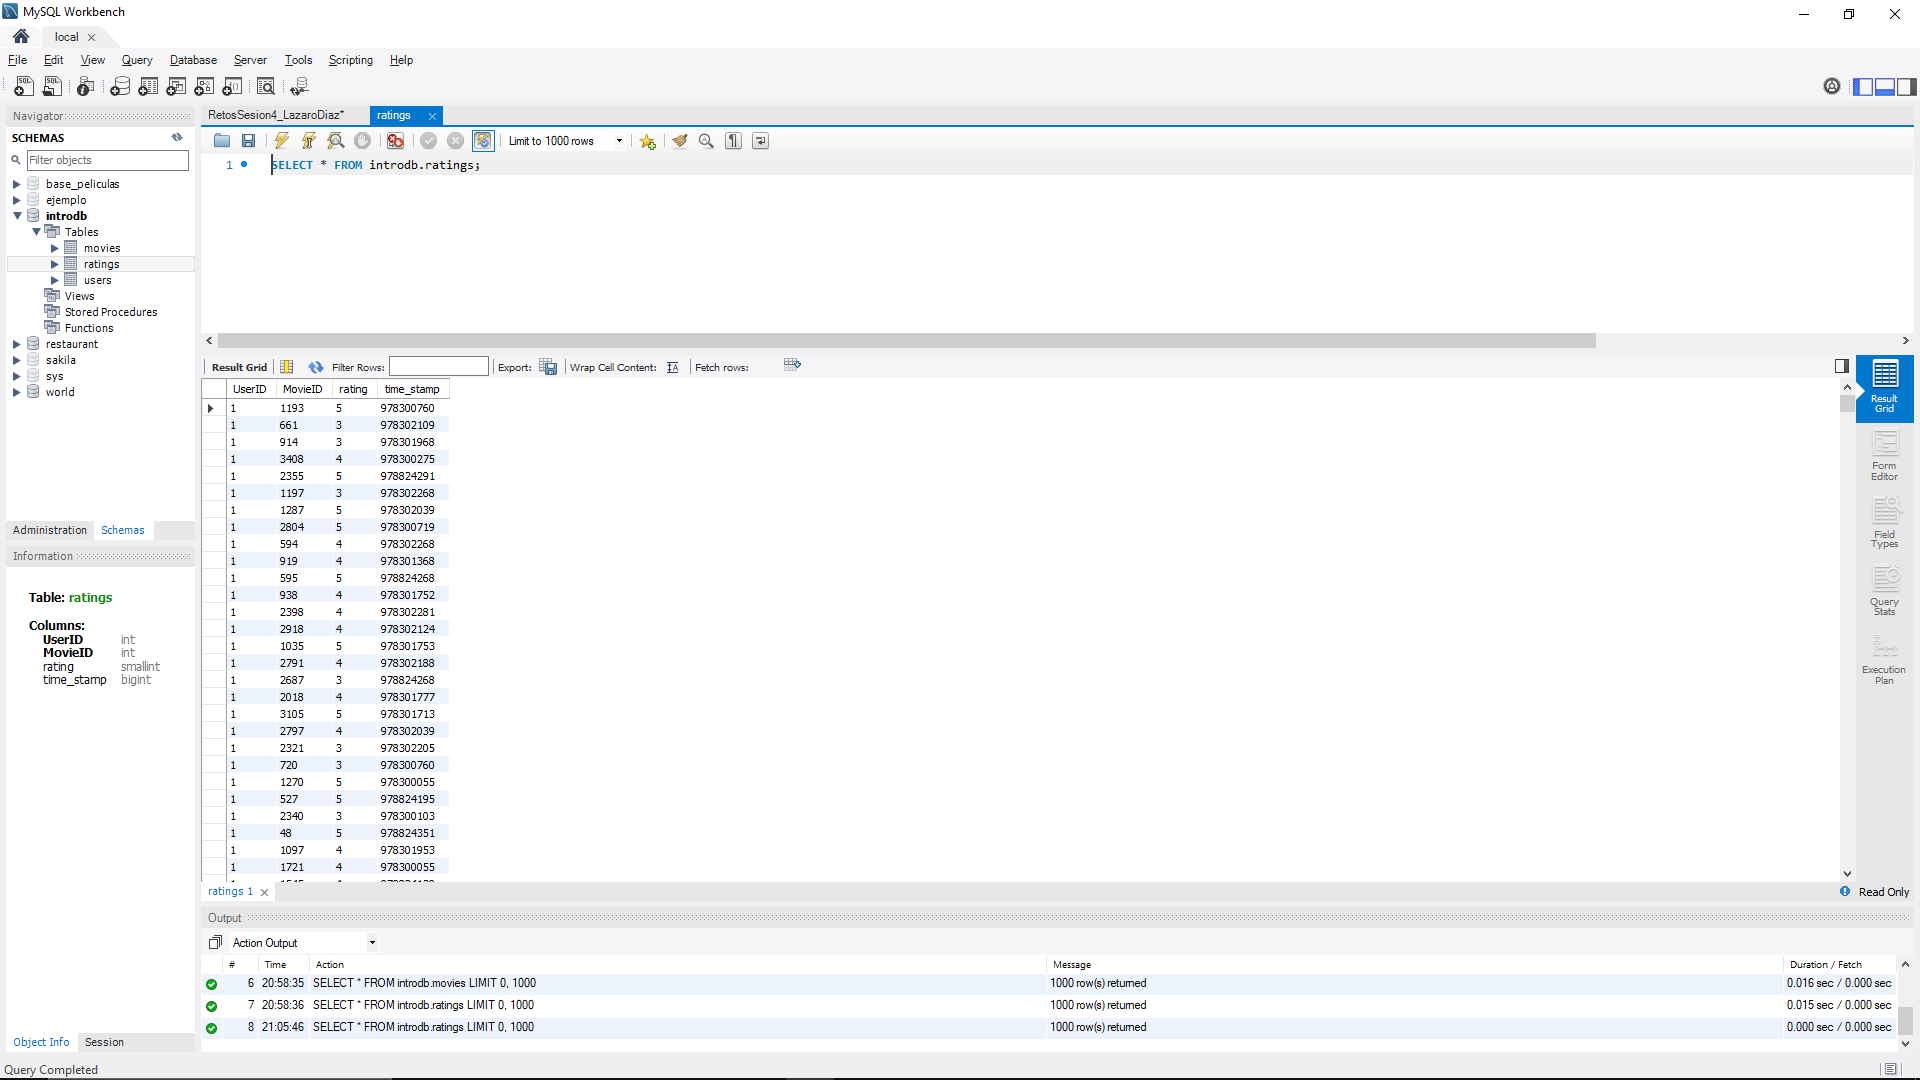 MySQL Workbench
local
File Edit View Query Database Server Tools Scripting Help
Navigator
SCHEMAS
Filter objects
base_peliculas
ejemplo
introdb
Tables
movies
ratings
users
Views
Stored Procedures
Functions
restaurant
sakila
sys
world
Administration Schemas
Information
Table: ratings
Columns:
UserID int
MovieID int
rating smallint
time_stamp bigint
Object Info Session
RetosSesion4_LazaroDiaz* ratings
Limit to 1000 rows
1 SELECT * FROM introdb.ratings;
Result Grid Filter Rows: Export: Wrap Cell Content: Fetch rows:
UserID MovieID rating time_stamp
1 1193 5 978300760
1 661 3 978302109
1 914 3 978301968
1 3408 4 978300275
1 2355 5 978824291
1 1197 3 978302268
1 1287 5 978302039
1 2804 5 978300719
1 594 4 978302268
1 919 4 978301368
1 595 5 978824268
1 938 4 978301752
1 2398 4 978302281
1 2918 4 978302124
1 1035 5 978301753
1 2791 4 978302188
1 2687 3 978824268
1 2018 4 978301777
1 3105 5 978301713
1 2797 4 978302039
1 2321 3 978302205
1 720 3 978300760
1 1270 5 978300055
1 527 5 978824195
1 2340 3 978300103
1 48 5 978824351
1 1097 4 978301953
1 1721 4 978300055
Result
Grid
Form
Editor
Field
Types
Query
Stats
Execution
Plan
ratings 1
Read Only
Output
Action Output
# Time Action Message Duration / Fetch
6 20:58:35 SELECT * FROM introdb.movies LIMIT 0, 1000 1000 row(s) returned 0.016 sec / 0.000 sec
7 20:58:36 SELECT * FROM introdb.ratings LIMIT 0, 1000 1000 row(s) returned 0.015 sec / 0.000 sec
8 21:05:46 SELECT * FROM introdb.ratings LIMIT 0, 1000 1000 row(s) returned 0.000 sec / 0.000 sec
Query Completed